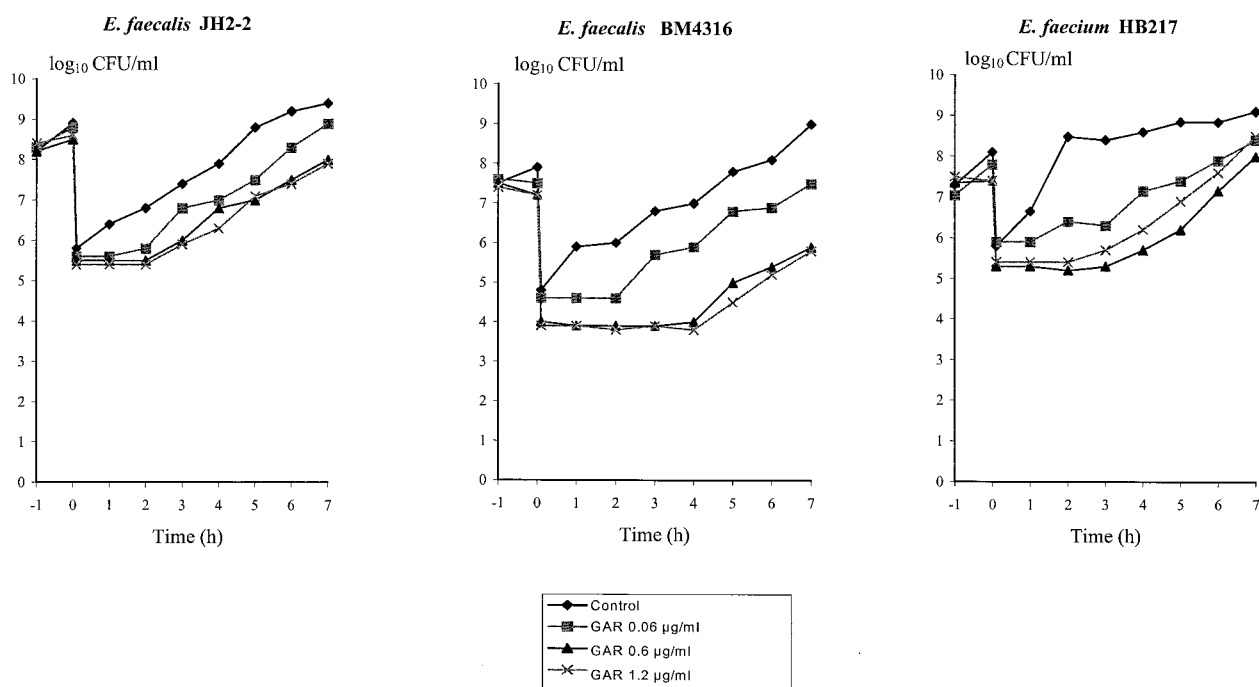 E. faecalis JH2-2
E. faecalis BM4316
E. faecium HB217
log10 CFU/ml
10
9
8
7
6
5
4
3
2
1
0
-1 0 1 2 3 4 5 6 7
Time (h)
log10 CFU/ml
10
9
8
7
6
5
4
3
2
1
0
-1 0 1 2 3 4 5 6 7
Time (h)
log10 CFU/ml
10
9
8
7
6
5
4
3
2
1
0
-1 0 1 2 3 4 5 6 7
Time (h)
Control
GAR 0.06 µg/ml
GAR 0.6 µg/ml
GAR 1.2 µg/ml